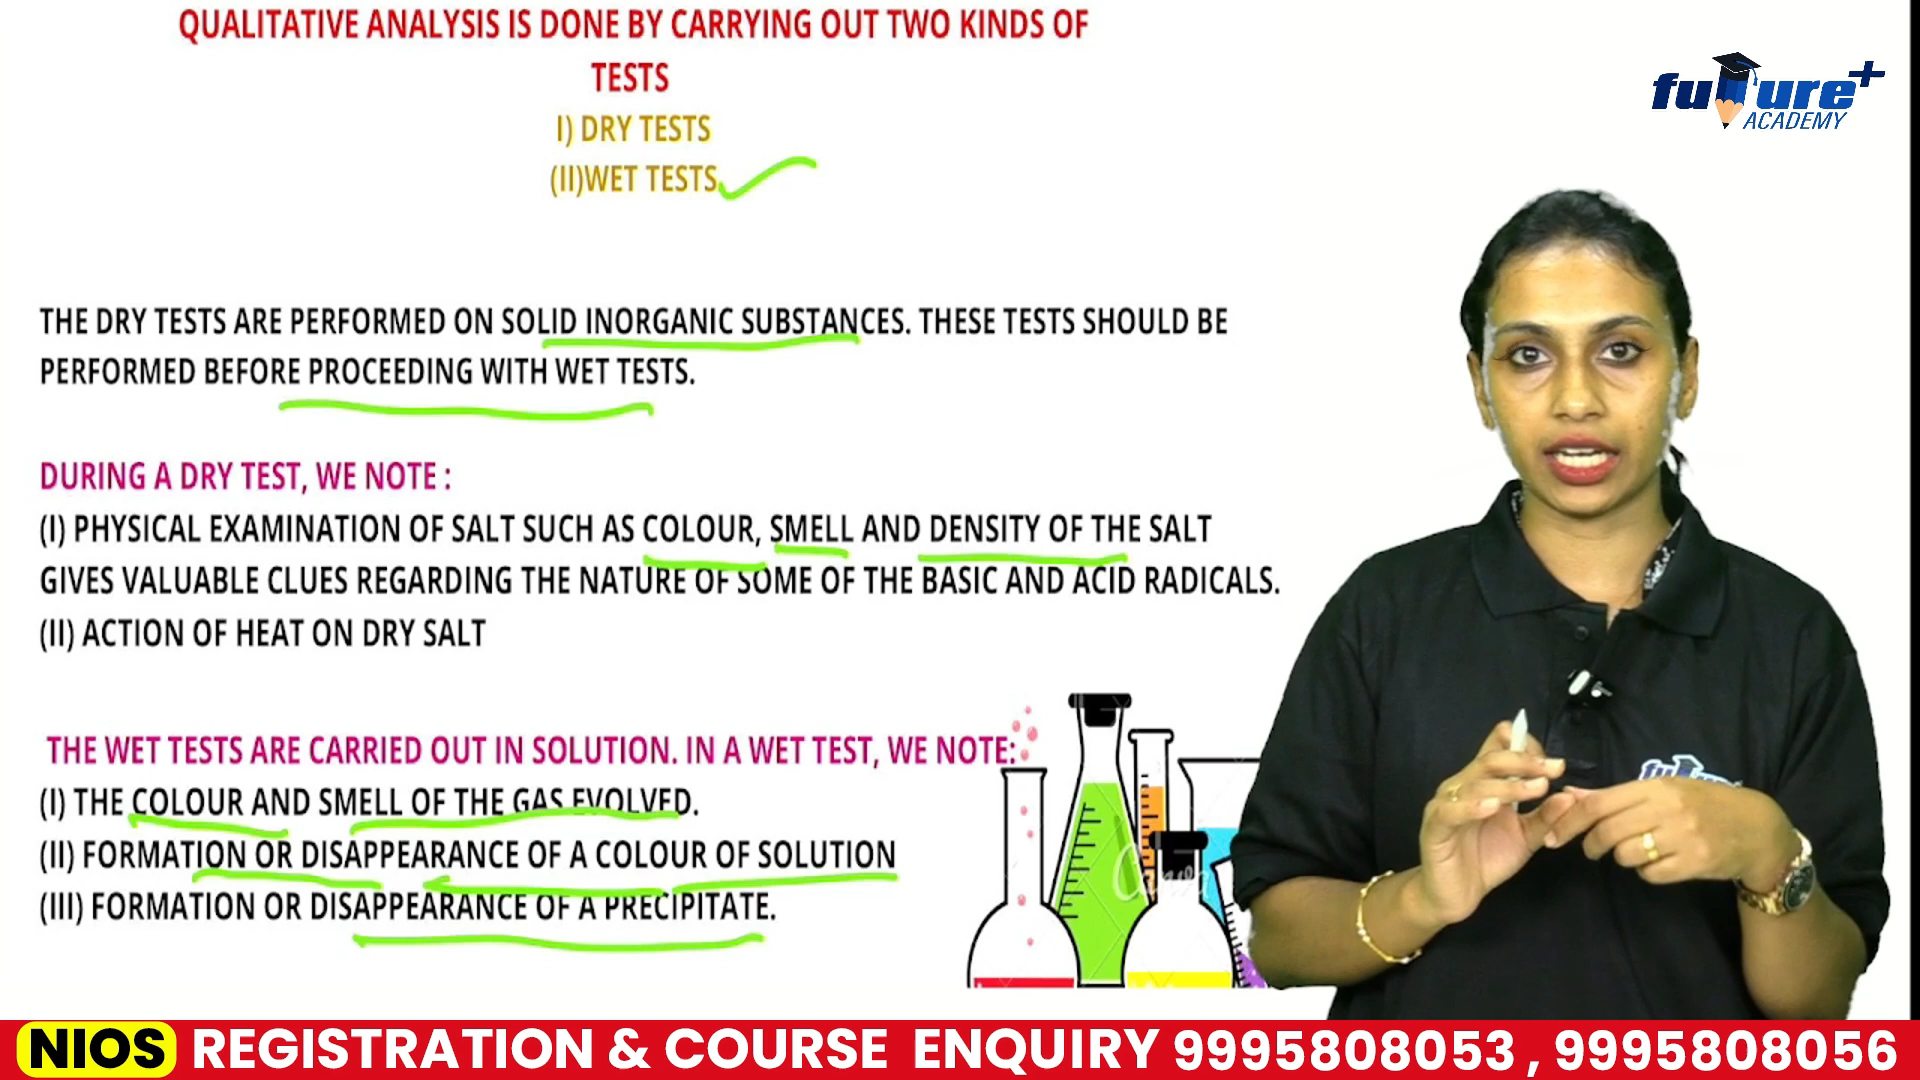 QUALITATIVE ANALYSIS IS DONE BY CARRYING OUT TWO KINDS OF
TESTS
I) DRY TESTS
(II)WET TESTS
future+
ACADEMY
THE DRY TESTS ARE PERFORMED ON SOLID INORGANIC SUBSTANCES. THESE TESTS SHOULD BE
PERFORMED BEFORE PROCEEDING WITH WET TESTS.
DURING A DRY TEST, WE NOTE :
(I) PHYSICAL EXAMINATION OF SALT SUCH AS COLOUR, SMELL AND DENSITY OF THE SALT
GIVES VALUABLE CLUES REGARDING THE NATURE OF SOME OF THE BASIC AND ACID RADICALS.
(II) ACTION OF HEAT ON DRY SALT
THE WET TESTS ARE CARRIED OUT IN SOLUTION. IN A WET TEST, WE NOTE:
(I) THE COLOUR AND SMELL OF THE GAS EVOLVED.
(II) FORMATION OR DISAPPEARANCE OF A COLOUR OF SOLUTION
(III) FORMATION OR DISAPPEARANCE OF A PRECIPITATE.
Canva
NIOS REGISTRATION & COURSE ENQUIRY 9995808053 , 9995808056